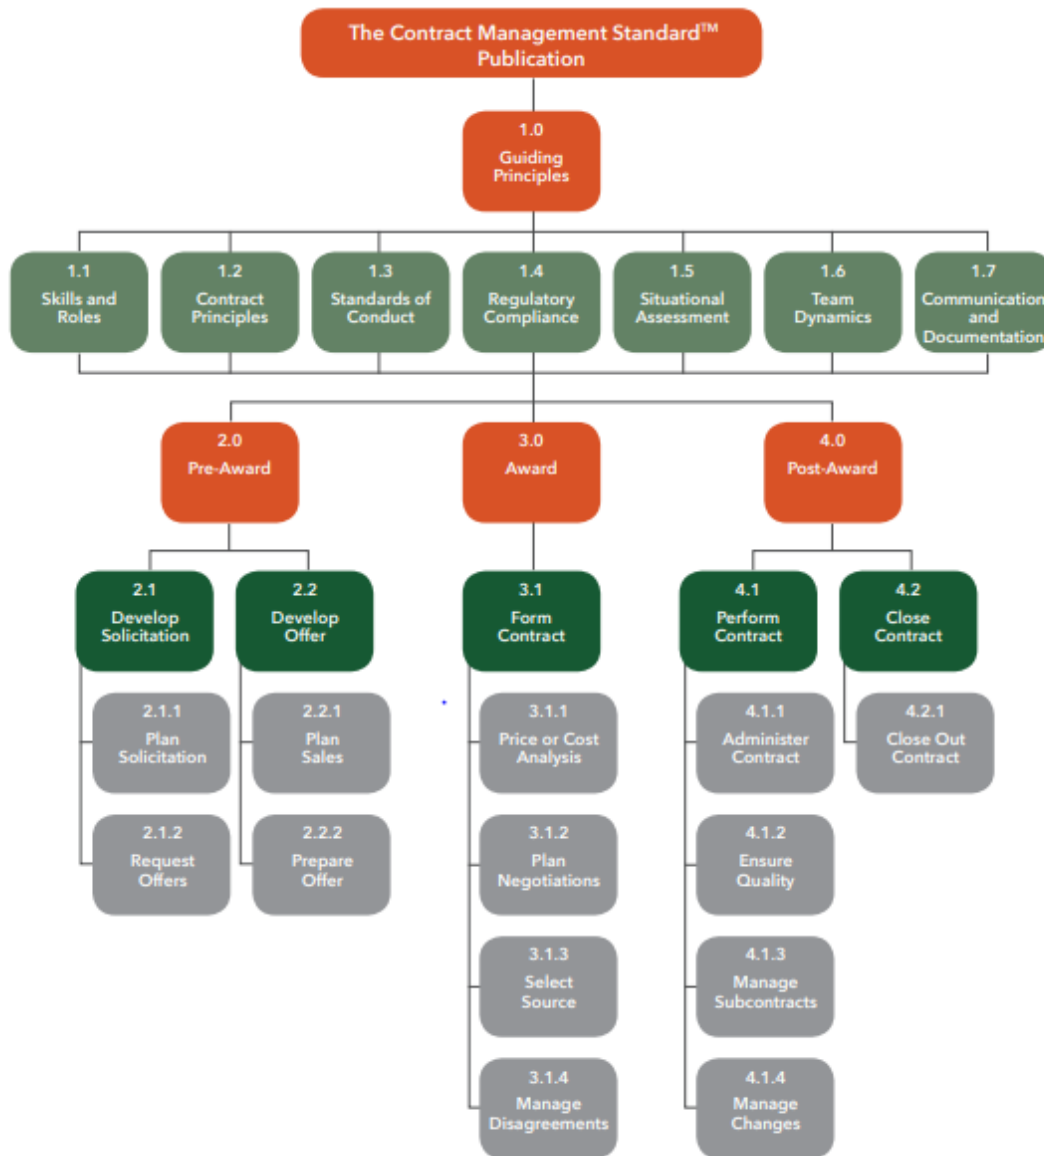 The Contract Management Standard™
Publication
1.0
Guiding
Principles
1.1
Skills and
Roles
1.2
Contract
Principles
1.3
Standards of
Conduct
1.4
Regulatory
Compliance
1.5
Situational
Assessment
1.6
Team
Dynamics
1.7
Communication
and
Documentation
2.0
Pre-Award
3.0
Award
4.0
Post-Award
2.1
Develop
Solicitation
2.2
Develop
Offer
3.1
Form
Contract
4.1
Perform
Contract
4.2
Close
Contract
2.1.1
Plan
Solicitation
2.2.1
Plan
Sales
3.1.1
Price or Cost
Analysis
4.1.1
Administer
Contract
4.2.1
Close Out
Contract
2.1.2
Request
Offers
2.2.2
Prepare
Offer
3.1.2
Plan
Negotiations
4.1.2
Ensure
Quality
3.1.3
Select
Source
4.1.3
Manage
Subcontracts
3.1.4
Manage
Disagreements
4.1.4
Manage
Changes